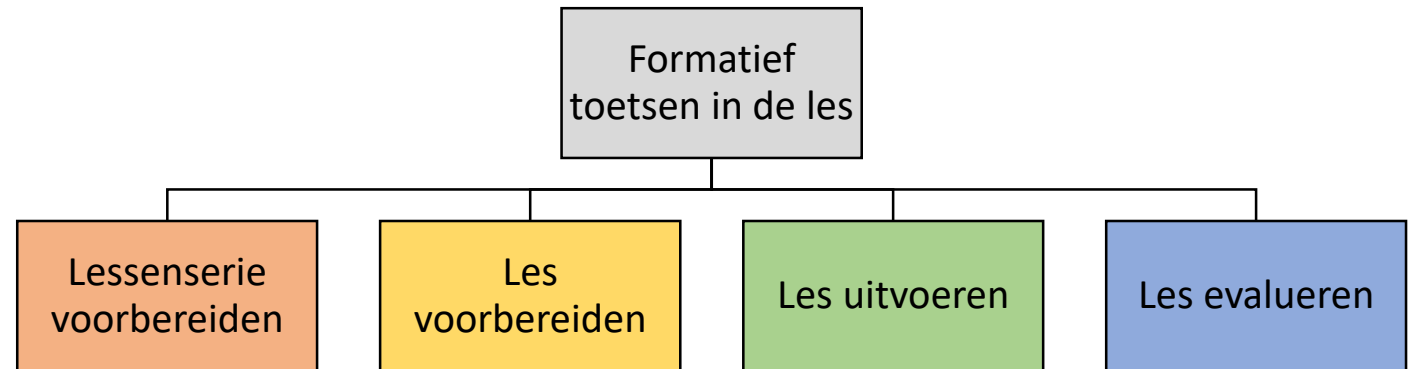 Formatief
toetsen in de les
Lessenserie
voorbereiden
Les
voorbereiden
Les uitvoeren
Les evalueren